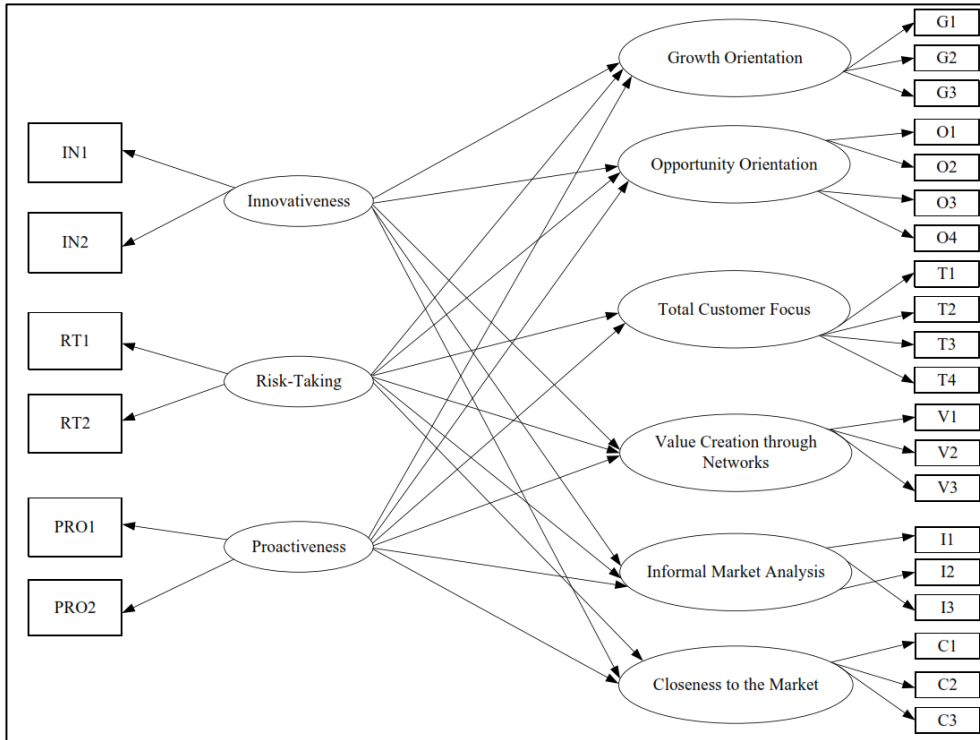 IN1
IN2
RT1
RT2
PRO1
PRO2
Innovativeness
Risk-Taking
Proactiveness
Growth Orientation
Opportunity Orientation
Total Customer Focus
Value Creation through
Networks
Informal Market Analysis
Closeness to the Market
G1
G2
G3
O1
O2
O3
O4
T1
T2
T3
T4
V1
V2
V3
I1
I2
I3
C1
C2
C3